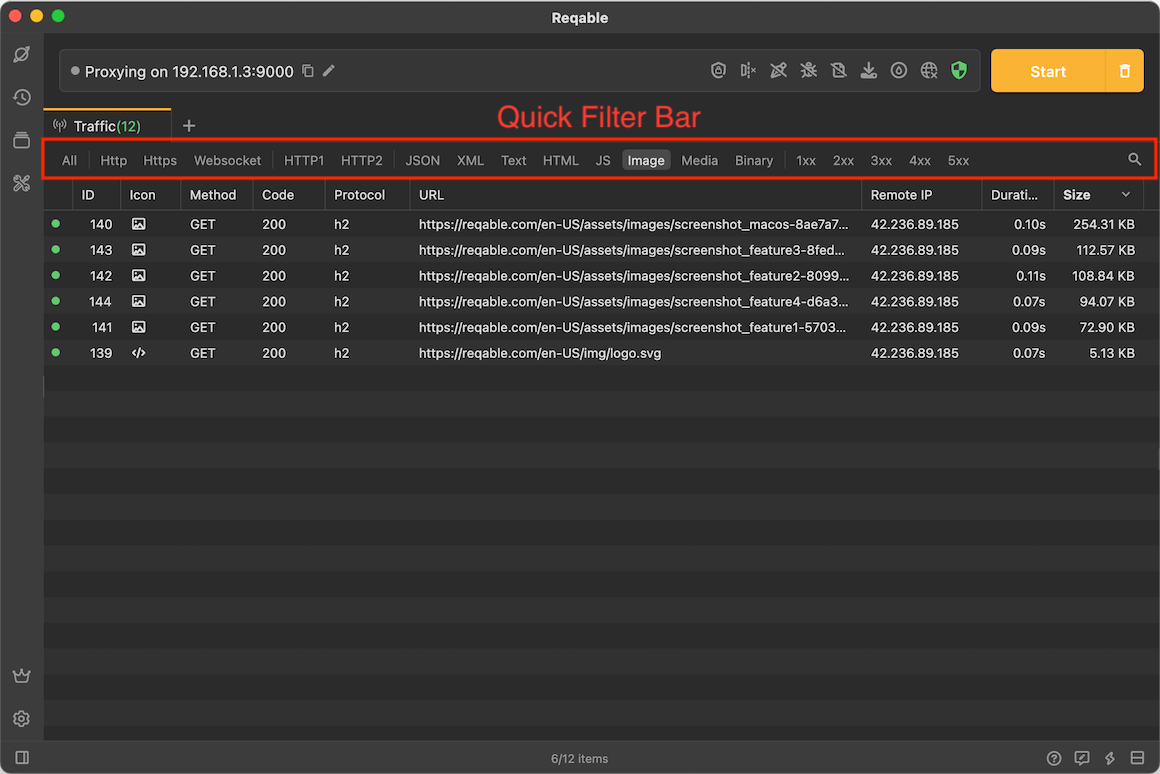 Reqable
Proxying on 192.168.1.3:9000
Start
Traffic(12)
Quick Filter Bar
All Http Https Websocket HTTP1 HTTP2 JSON XML Text HTML JS Image Media Binary 1xx 2xx 3xx 4xx 5xx
ID Icon Method Code Protocol URL Remote IP Durati... Size
140 GET 200 h2 https://reqable.com/en-US/assets/images/screenshot_macos-8ae7a7... 42.236.89.185 0.10s 254.31 KB
143 GET 200 h2 https://reqable.com/en-US/assets/images/screenshot_feature3-8fed... 42.236.89.185 0.09s 112.57 KB
142 GET 200 h2 https://reqable.com/en-US/assets/images/screenshot_feature2-8099... 42.236.89.185 0.11s 108.84 KB
144 GET 200 h2 https://reqable.com/en-US/assets/images/screenshot_feature4-d6a3... 42.236.89.185 0.07s 94.07 KB
141 GET 200 h2 https://reqable.com/en-US/assets/images/screenshot_feature1-5703... 42.236.89.185 0.09s 72.90 KB
139 GET 200 h2 https://reqable.com/en-US/img/logo.svg 42.236.89.185 0.07s 5.13 KB
6/12 items